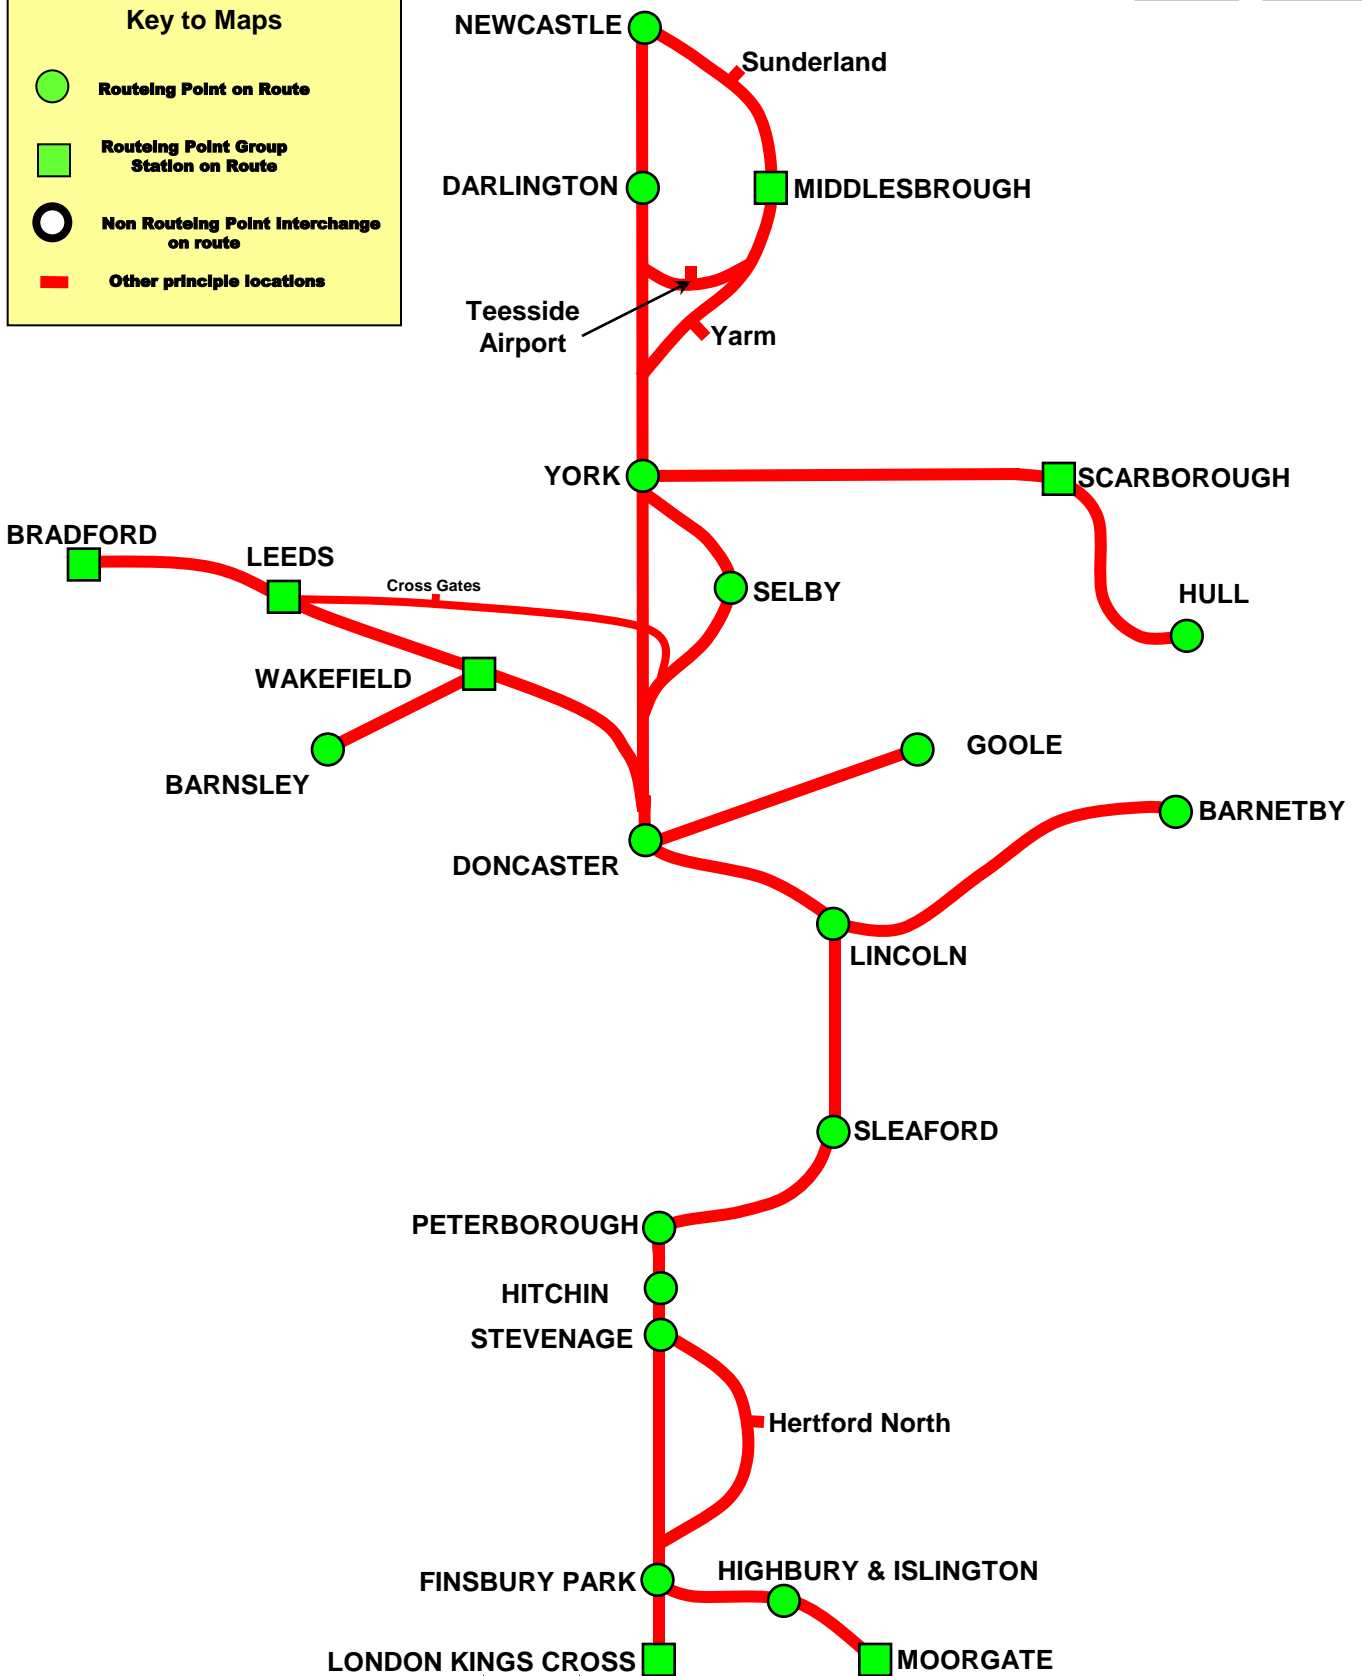 Key to Maps
Routeing Point on Route
Routeing Point Group
Station on Route
Non Routeing Point Interchange
on route
Other principle locations
NEWCASTLE
Sunderland
DARLINGTON
MIDDLESBROUGH
Teesside
Airport
Yarm
YORK
SCARBOROUGH
BRADFORD
LEEDS
Cross Gates
SELBY
HULL
WAKEFIELD
GOOLE
BARNSLEY
BARNETBY
DONCASTER
LINCOLN
SLEAFORD
PETERBOROUGH
HITCHIN
STEVENAGE
Hertford North
HIGHBURY & ISLINGTON
FINSBURY PARK
LONDON KINGS CROSS
MOORGATE